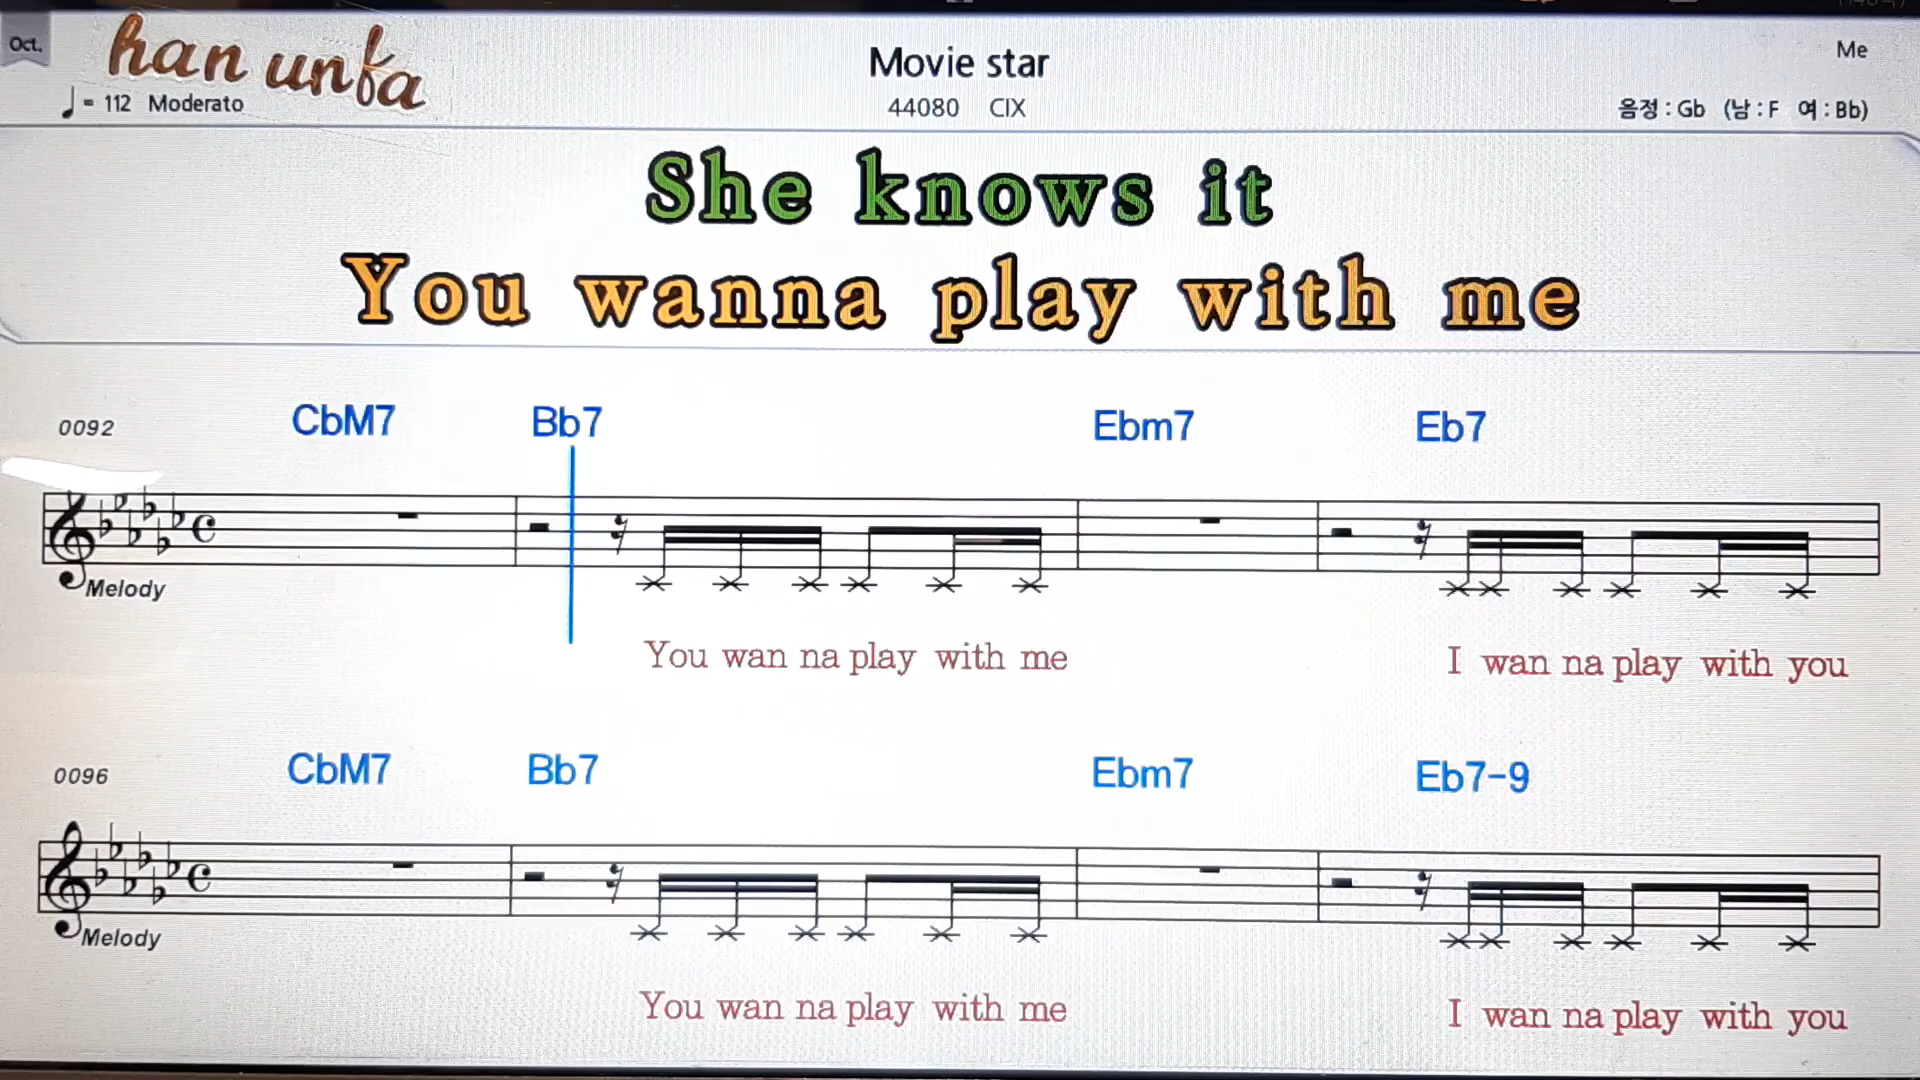 Oct.
han unfa
Movie star
Me
= 112 Moderato
44080 CIX
음정 : Gb (남 : F 여 : Bb)
She knows it
You wanna play with me
0092 CbM7 Bb7 Ebm7 Eb7
Melody
You wan na play with me I wan na play with you
0096 CbM7 Bb7 Ebm7 Eb7-9
Melody
You wan na play with me I wan na play with you